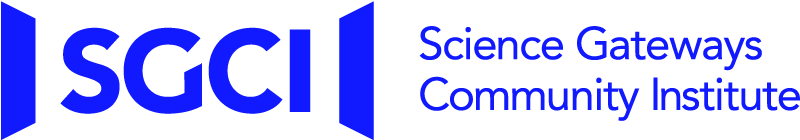 SGCI
Science Gateways
Community Institute